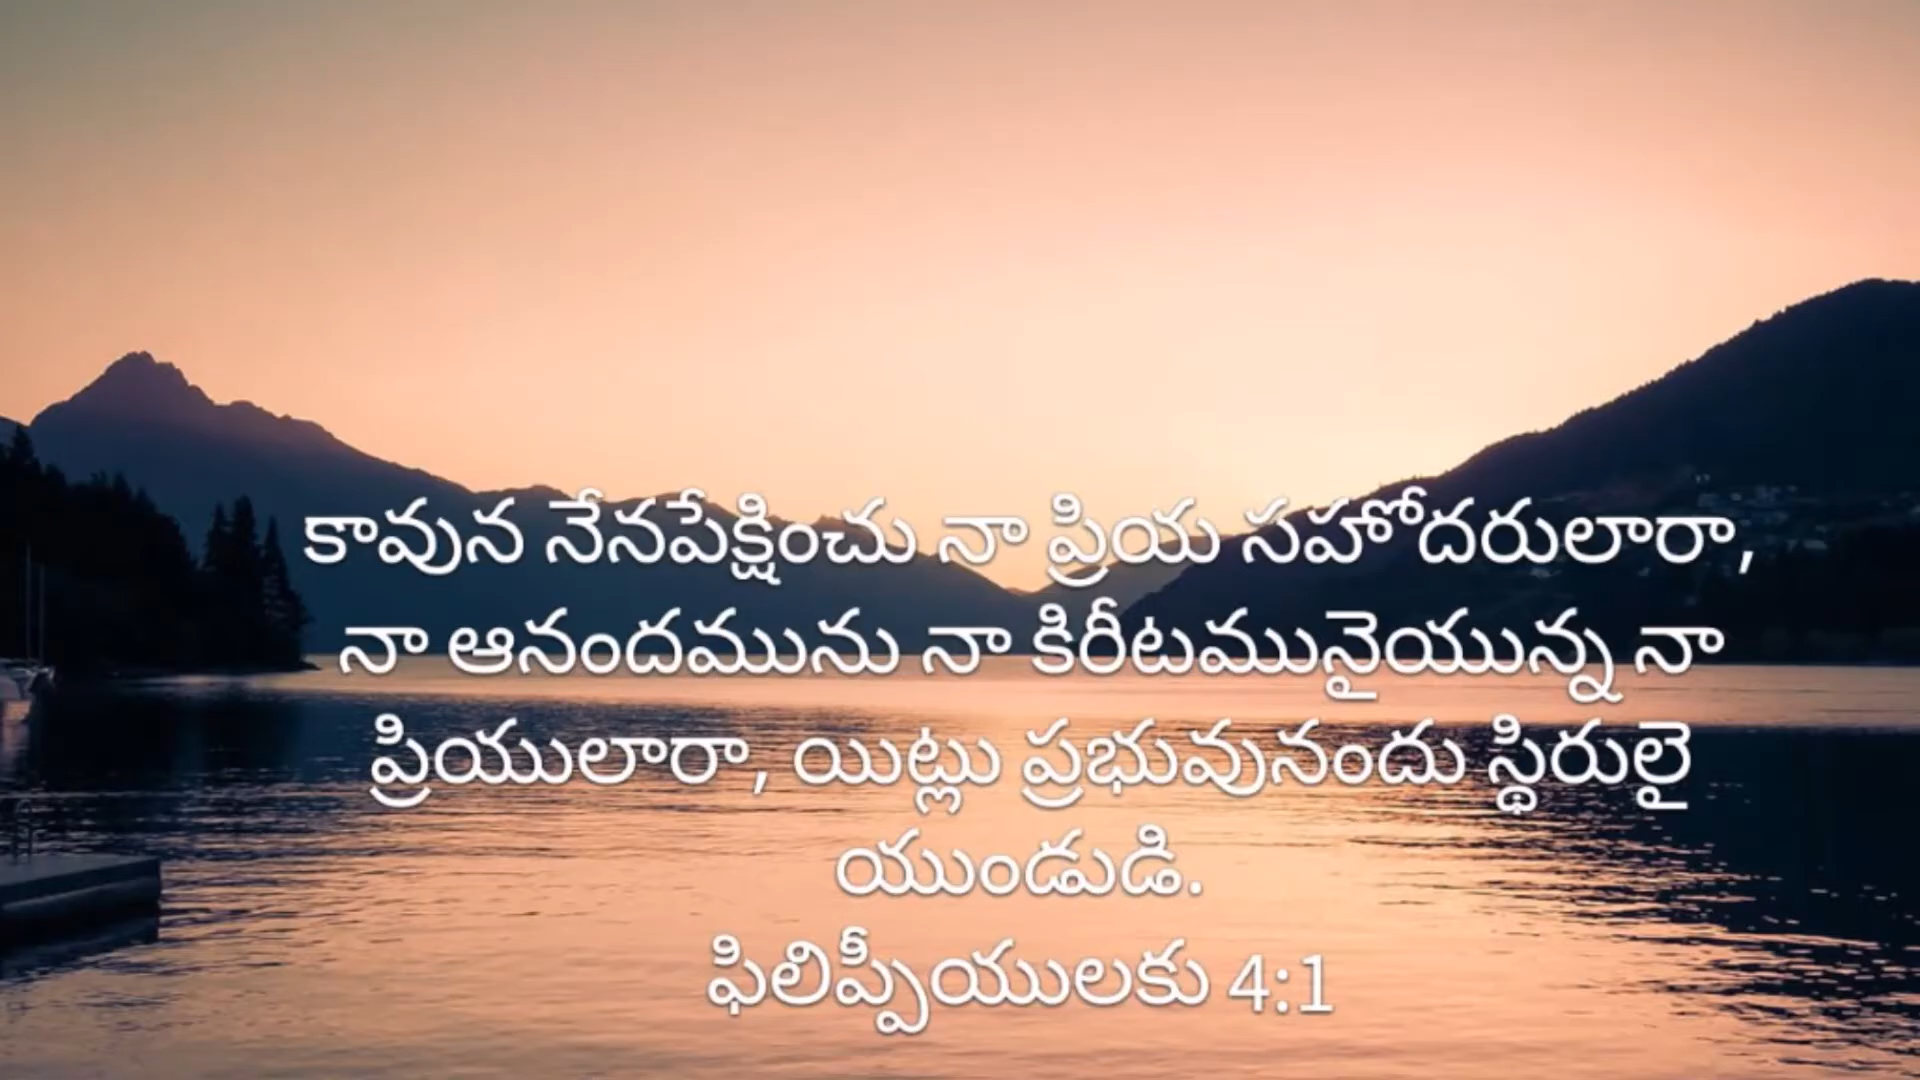 కావున నేనపేక్షించు నా ప్రియ సహోదరులారా,
నా ఆనందమును నా కిరీటమునైయున్న నా
ప్రియులారా, యిట్లు ప్రభువునందు స్థిరులై
యుండుడి.
ఫిలిప్పీయులకు 4:1